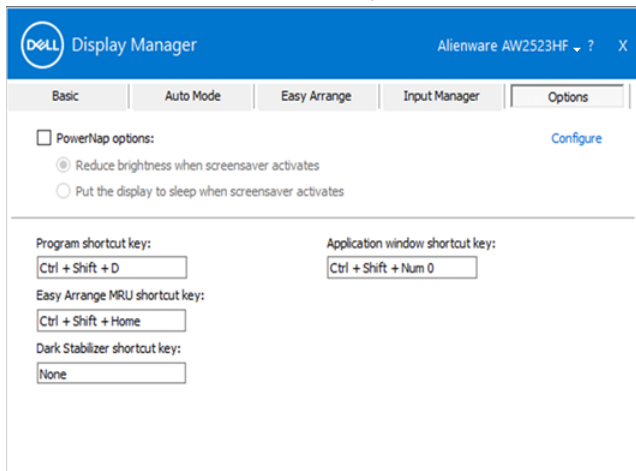 DELL Display Manager Alienware AW2523HF ? X
Basic Auto Mode Easy Arrange Input Manager Options
PowerNap options: Configure
Reduce brightness when screensaver activates
Put the display to sleep when screensaver activates
Program shortcut key: Application window shortcut key:
Ctrl + Shift + D Ctrl + Shift + Num 0
Easy Arrange MRU shortcut key:
Ctrl + Shift + Home
Dark Stabilizer shortcut key:
None